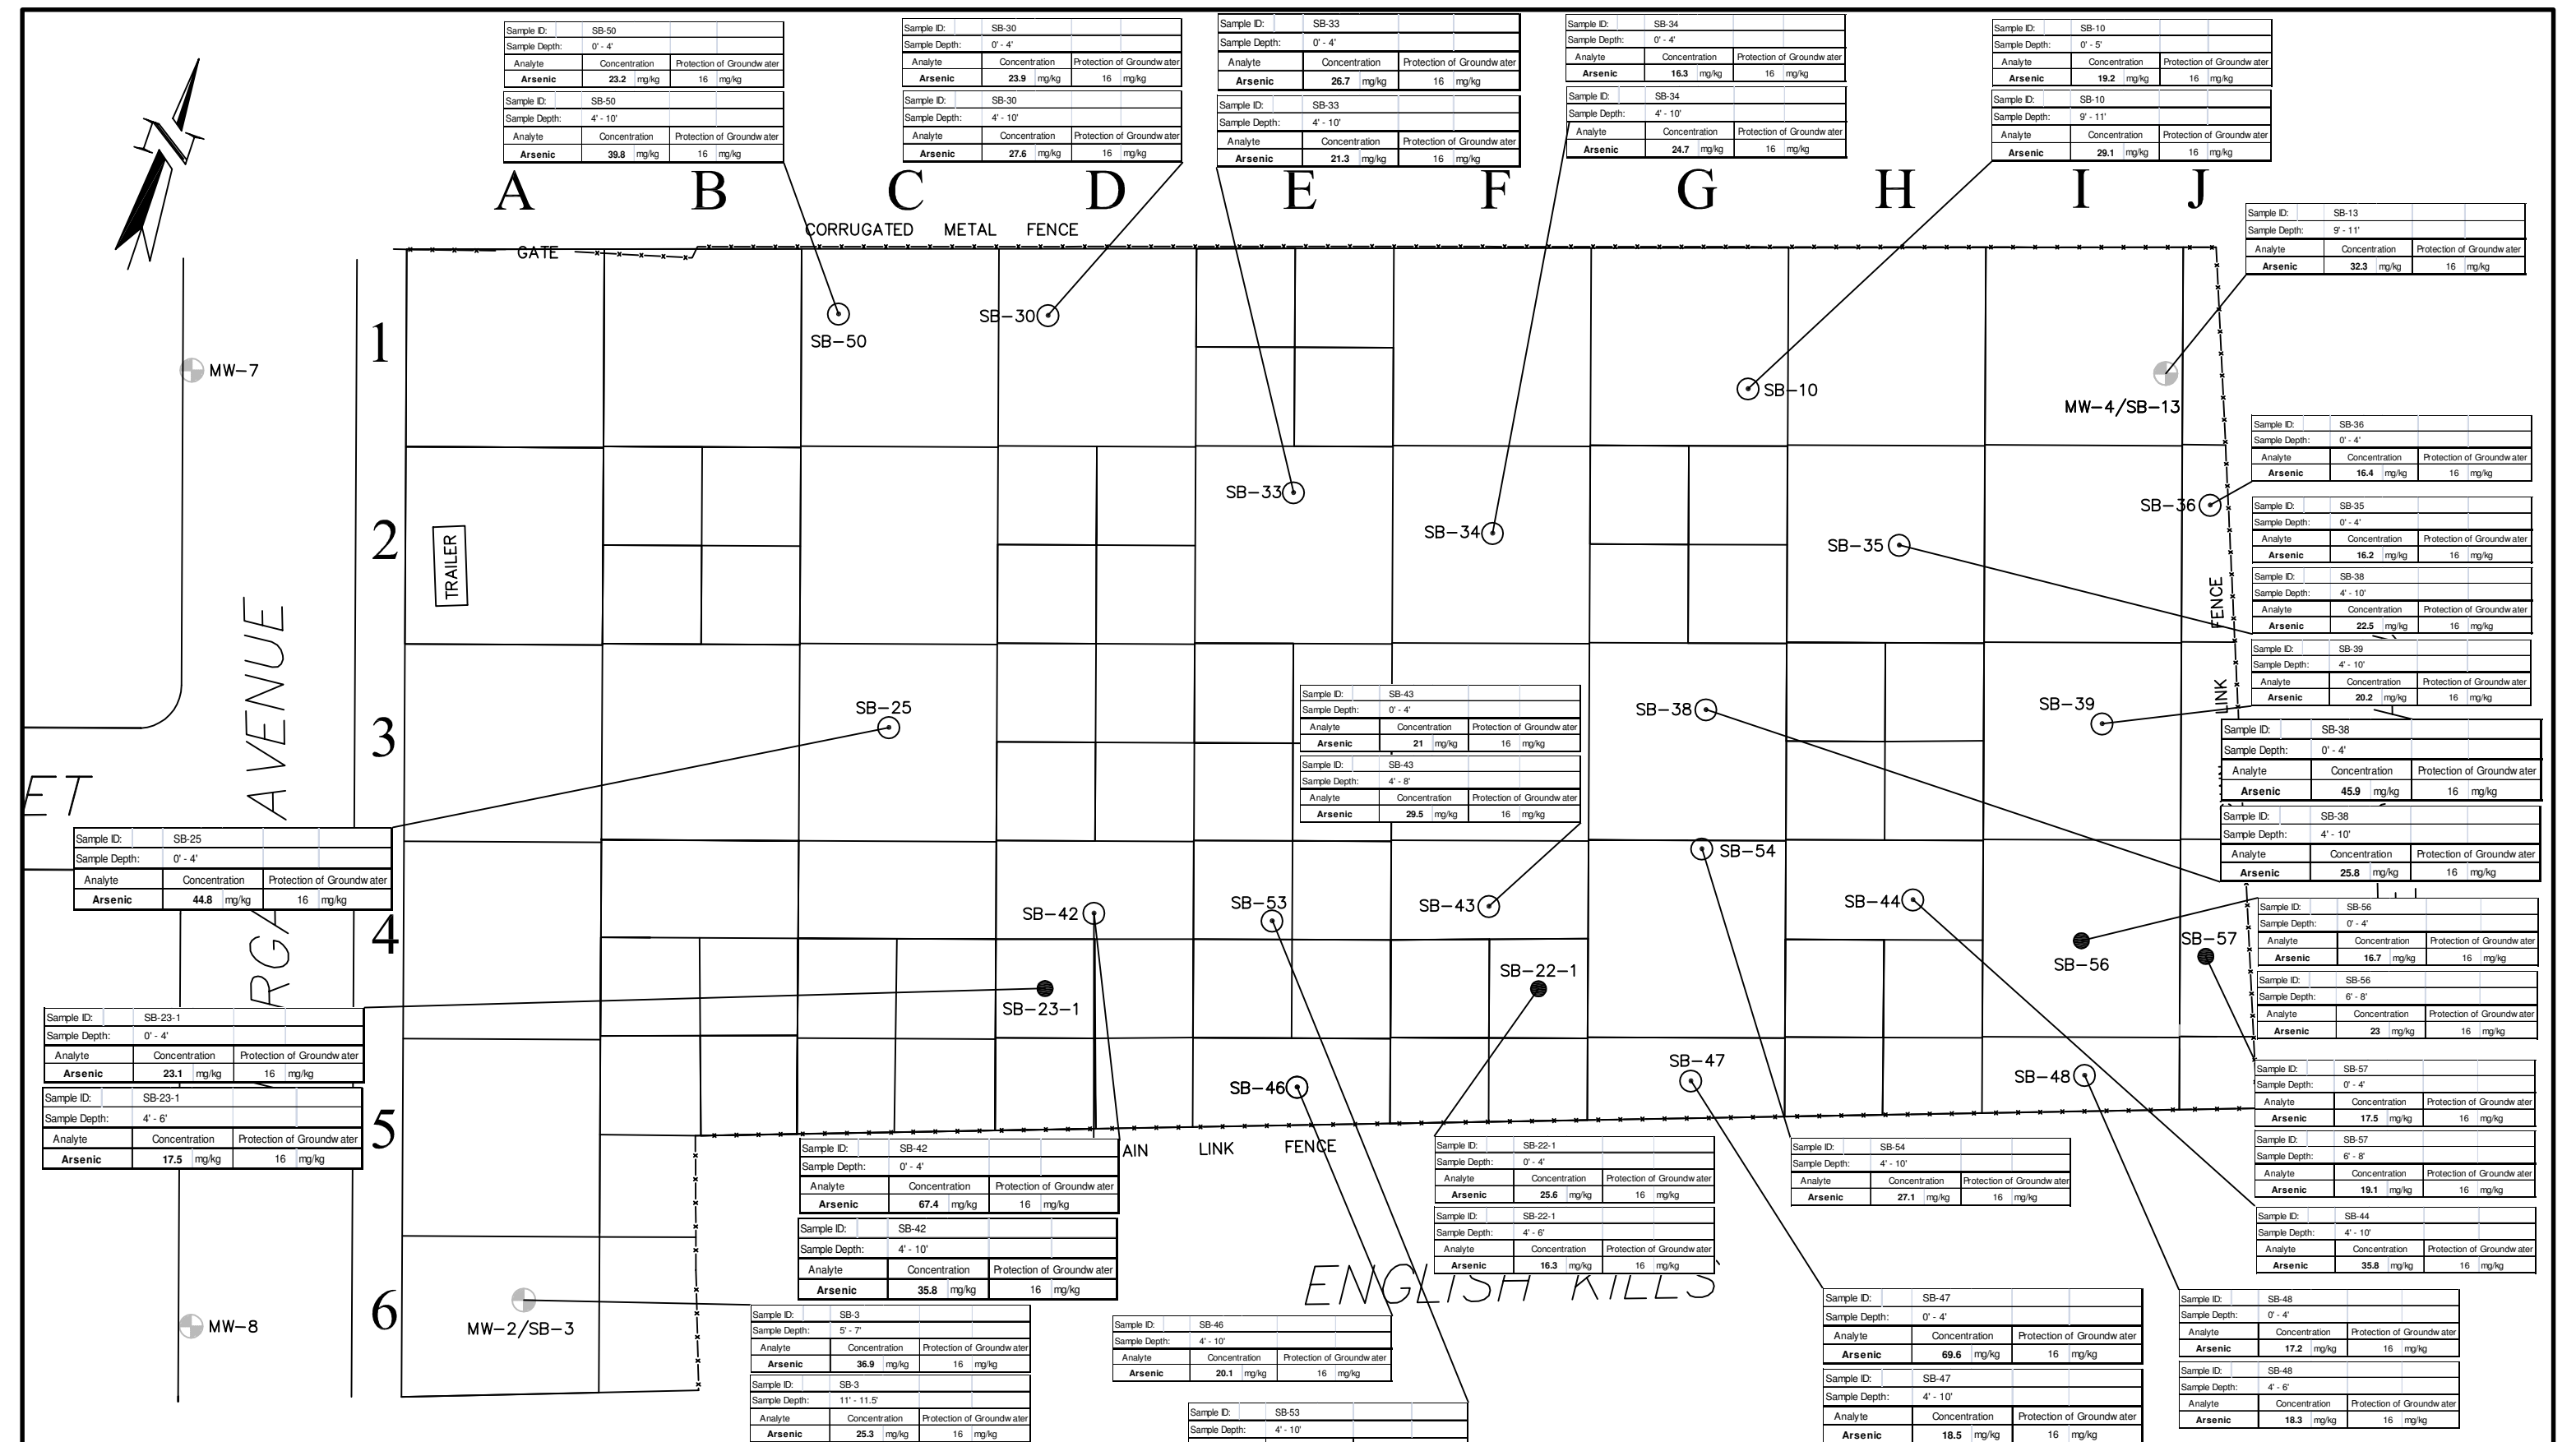 Sample ID: SB-50
Sample Depth: 0' - 4'
Analyte Concentration Protection of Groundwater
Arsenic 23.2 mg/kg 16 mg/kg
Sample ID: SB-50
Sample Depth: 4' - 10'
Analyte Concentration Protection of Groundwater
Arsenic 39.8 mg/kg 16 mg/kg
Sample ID: SB-30
Sample Depth: 0' - 4'
Analyte Concentration Protection of Groundwater
Arsenic 23.9 mg/kg 16 mg/kg
Sample ID: SB-30
Sample Depth: 4' - 10'
Analyte Concentration Protection of Groundwater
Arsenic 27.6 mg/kg 16 mg/kg
Sample ID: SB-33
Sample Depth: 0' - 4'
Analyte Concentration Protection of Groundwater
Arsenic 26.7 mg/kg 16 mg/kg
Sample ID: SB-33
Sample Depth: 4' - 10'
Analyte Concentration Protection of Groundwater
Arsenic 21.3 mg/kg 16 mg/kg
Sample ID: SB-34
Sample Depth: 0' - 4'
Analyte Concentration Protection of Groundwater
Arsenic 16.3 mg/kg 16 mg/kg
Sample ID: SB-34
Sample Depth: 4' - 10'
Analyte Concentration Protection of Groundwater
Arsenic 24.7 mg/kg 16 mg/kg
Sample ID: SB-10
Sample Depth: 0' - 5'
Analyte Concentration Protection of Groundwater
Arsenic 19.2 mg/kg 16 mg/kg
Sample ID: SB-10
Sample Depth: 9' - 11'
Analyte Concentration Protection of Groundwater
Arsenic 29.1 mg/kg 16 mg/kg
N
A B C D E F G H I J
Sample ID: SB-13
Sample Depth: 9' - 11'
Analyte Concentration Protection of Groundwater
Arsenic 32.3 mg/kg 16 mg/kg
CORRUGATED METAL FENCE
GATE
1
SB-50
SB-30
MW-7
SB-10
MW-4/SB-13
Sample ID: SB-36
Sample Depth: 0' - 4'
Analyte Concentration Protection of Groundwater
Arsenic 16.4 mg/kg 16 mg/kg
2
TRAILER
SB-33
SB-34
SB-35
SB-36
Sample ID: SB-35
Sample Depth: 0' - 4'
Analyte Concentration Protection of Groundwater
Arsenic 16.2 mg/kg 16 mg/kg
Sample ID: SB-38
Sample Depth: 4' - 10'
Analyte Concentration Protection of Groundwater
Arsenic 22.5 mg/kg 16 mg/kg
FENCE
LINK
Sample ID: SB-39
Sample Depth: 4' - 10'
Analyte Concentration Protection of Groundwater
Arsenic 20.2 mg/kg 16 mg/kg
3
SB-25
Sample ID: SB-43
Sample Depth: 0' - 4'
Analyte Concentration Protection of Groundwater
Arsenic 21 mg/kg 16 mg/kg
Sample ID: SB-43
Sample Depth: 4' - 8'
Analyte Concentration Protection of Groundwater
Arsenic 29.5 mg/kg 16 mg/kg
SB-38
SB-39
Sample ID: SB-38
Sample Depth: 0' - 4'
Analyte Concentration Protection of Groundwater
Arsenic 45.9 mg/kg 16 mg/kg
Sample ID: SB-38
Sample Depth: 4' - 10'
Analyte Concentration Protection of Groundwater
Arsenic 25.8 mg/kg 16 mg/kg
ET
RGA AVENUE
Sample ID: SB-25
Sample Depth: 0' - 4'
Analyte Concentration Protection of Groundwater
Arsenic 44.8 mg/kg 16 mg/kg
4
SB-42
SB-53
SB-43
SB-54
SB-44
SB-56
SB-57
SB-23-1
SB-22-1
Sample ID: SB-56
Sample Depth: 0' - 4'
Analyte Concentration Protection of Groundwater
Arsenic 16.7 mg/kg 16 mg/kg
Sample ID: SB-56
Sample Depth: 6' - 8'
Analyte Concentration Protection of Groundwater
Arsenic 23 mg/kg 16 mg/kg
Sample ID: SB-23-1
Sample Depth: 0' - 4'
Analyte Concentration Protection of Groundwater
Arsenic 23.1 mg/kg 16 mg/kg
Sample ID: SB-23-1
Sample Depth: 4' - 6'
Analyte Concentration Protection of Groundwater
Arsenic 17.5 mg/kg 16 mg/kg
5
SB-46
SB-47
SB-48
Sample ID: SB-57
Sample Depth: 0' - 4'
Analyte Concentration Protection of Groundwater
Arsenic 17.5 mg/kg 16 mg/kg
Sample ID: SB-57
Sample Depth: 6' - 8'
Analyte Concentration Protection of Groundwater
Arsenic 19.1 mg/kg 16 mg/kg
AIN LINK FENCE
Sample ID: SB-42
Sample Depth: 0' - 4'
Analyte Concentration Protection of Groundwater
Arsenic 67.4 mg/kg 16 mg/kg
Sample ID: SB-42
Sample Depth: 4' - 10'
Analyte Concentration Protection of Groundwater
Arsenic 35.8 mg/kg 16 mg/kg
Sample ID: SB-22-1
Sample Depth: 0' - 4'
Analyte Concentration Protection of Groundwater
Arsenic 25.6 mg/kg 16 mg/kg
Sample ID: SB-22-1
Sample Depth: 4' - 6'
Analyte Concentration Protection of Groundwater
Arsenic 16.3 mg/kg 16 mg/kg
Sample ID: SB-54
Sample Depth: 4' - 10'
Analyte Concentration Protection of Groundwater
Arsenic 27.1 mg/kg 16 mg/kg
Sample ID: SB-44
Sample Depth: 4' - 10'
Analyte Concentration Protection of Groundwater
Arsenic 35.8 mg/kg 16 mg/kg
ENGLISH KILLS
6
MW-8
MW-2/SB-3
Sample ID: SB-3
Sample Depth: 5' - 7'
Analyte Concentration Protection of Groundwater
Arsenic 36.9 mg/kg 16 mg/kg
Sample ID: SB-3
Sample Depth: 11' - 11.5'
Analyte Concentration Protection of Groundwater
Arsenic 25.3 mg/kg 16 mg/kg
Sample ID: SB-46
Sample Depth: 4' - 10'
Analyte Concentration Protection of Groundwater
Arsenic 20.1 mg/kg 16 mg/kg
Sample ID: SB-53
Sample Depth: 4' - 10'
Sample ID: SB-47
Sample Depth: 0' - 4'
Analyte Concentration Protection of Groundwater
Arsenic 69.6 mg/kg 16 mg/kg
Sample ID: SB-47
Sample Depth: 4' - 10'
Analyte Concentration Protection of Groundwater
Arsenic 18.5 mg/kg 16 mg/kg
Sample ID: SB-48
Sample Depth: 0' - 4'
Analyte Concentration Protection of Groundwater
Arsenic 17.2 mg/kg 16 mg/kg
Sample ID: SB-48
Sample Depth: 4' - 6'
Analyte Concentration Protection of Groundwater
Arsenic 18.3 mg/kg 16 mg/kg